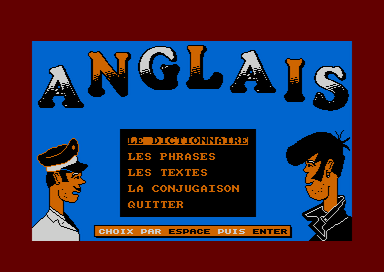 ANGLAIS
LE DICTIONNAIRE
LES PHRASES
LES TEXTES
LA CONJUGAISON
QUITTER
CHOIX PAR ESPACE PUIS ENTER